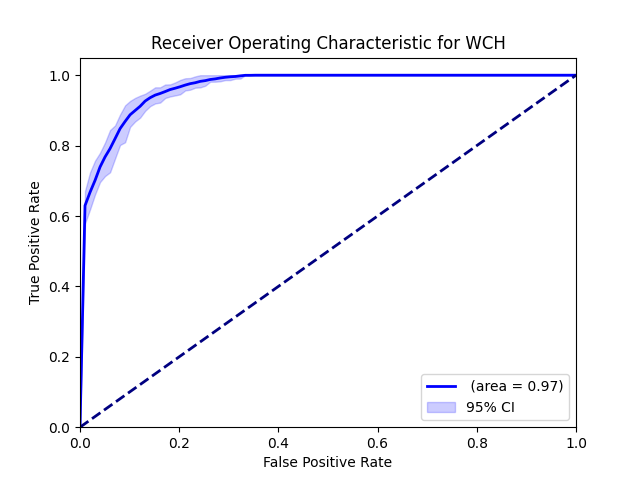 Receiver Operating Characteristic for WCH
1.0
0.8
0.6
0.4
0.2
0.0
True Positive Rate
(area = 0.97)
95% CI
0.0 0.2 0.4 0.6 0.8 1.0
False Positive Rate